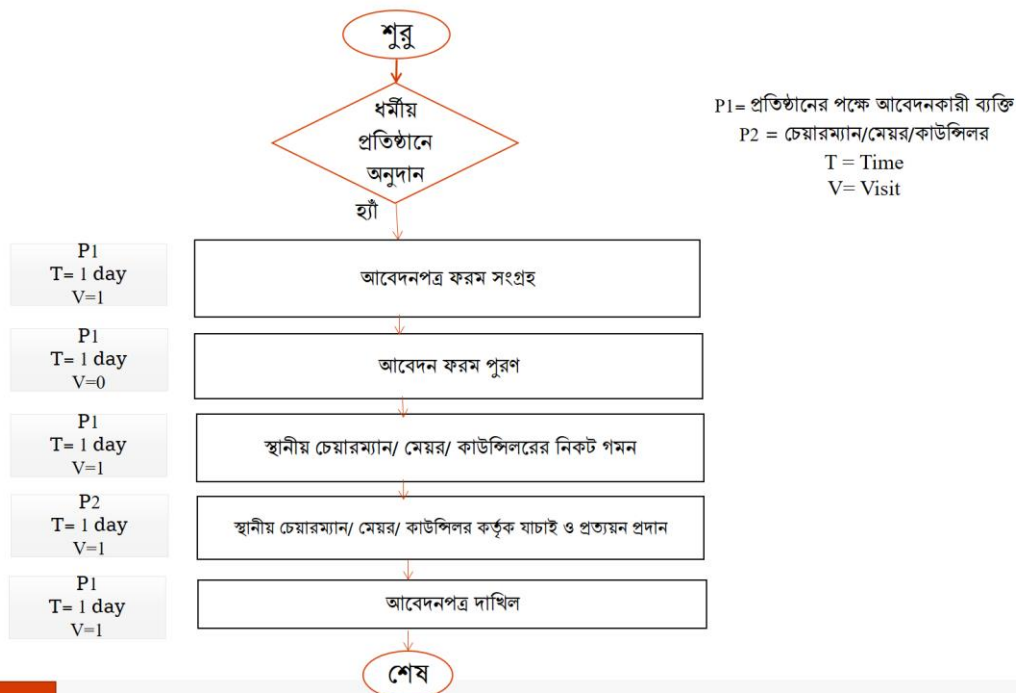 শুরু
ধর্মীয়
প্রতিষ্ঠানে
অনুদান
হ্যাঁ
P1= প্রতিষ্ঠানের পক্ষে আবেদনকারী ব্যক্তি
P2 = চেয়ারম্যান/মেয়র/কাউন্সিলর
T = Time
V= Visit
P1
T= 1 day
V=1
আবেদনপত্র ফরম সংগ্রহ
P1
T= 1 day
V=0
আবেদন ফরম পুরণ
P1
T= 1 day
V=1
স্থানীয় চেয়ারম্যান/ মেয়র/ কাউন্সিলরের নিকট গমন
P2
T= 1 day
V=1
স্থানীয় চেয়ারম্যান/ মেয়র/ কাউন্সিলর কর্তৃক যাচাই ও প্রত্যয়ন প্রদান
P1
T= 1 day
V=1
আবেদনপত্র দাখিল
শেষ